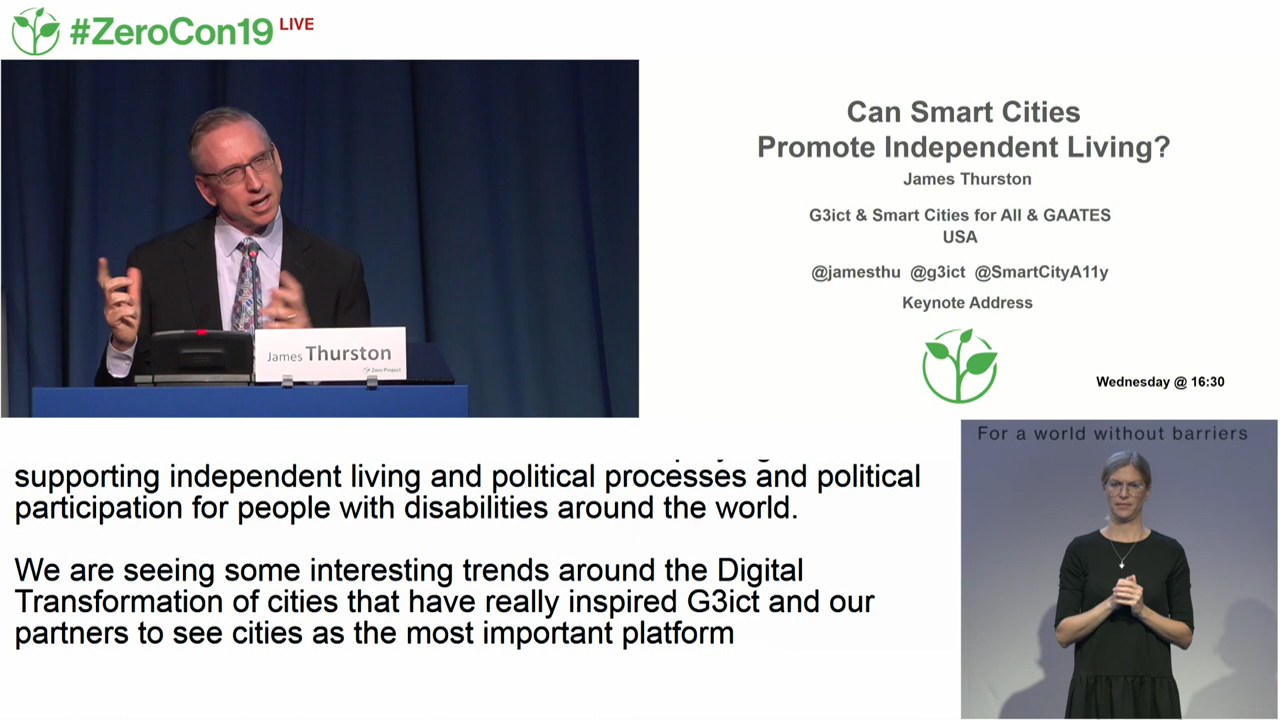 #ZeroCon19 LIVE
Can Smart Cities
Promote Independent Living?
James Thurston
G3ict & Smart Cities for All & GAATES
USA
@jamesthu @g3ict @SmartCityA11y
Keynote Address
Wednesday @ 16:30
James Thurston
Zero Project
For a world without barriers
supporting independent living and political processes and political
participation for people with disabilities around the world.
We are seeing some interesting trends around the Digital
Transformation of cities that have really inspired G3ict and our
partners to see cities as the most important platform